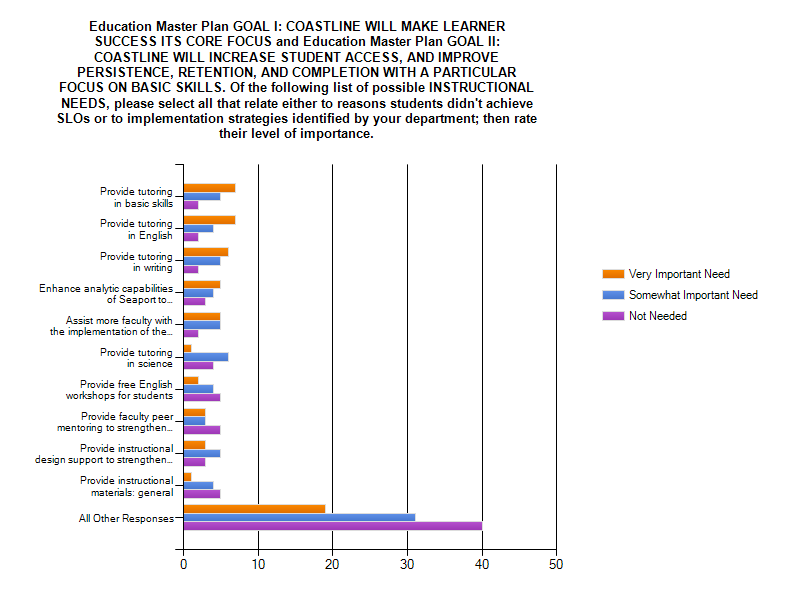 Education Master Plan GOAL I: COASTLINE WILL MAKE LEARNER
SUCCESS ITS CORE FOCUS and Education Master Plan GOAL II:
COASTLINE WILL INCREASE STUDENT ACCESS, AND IMPROVE
PERSISTENCE, RETENTION, AND COMPLETION WITH A PARTICULAR
FOCUS ON BASIC SKILLS. Of the following list of possible INSTRUCTIONAL
NEEDS, please select all that relate either to reasons students didn't achieve
SLOs or to implementation strategies identified by your department; then rate
their level of importance.
Provide tutoring
in basic skills
Provide tutoring
in English
Provide tutoring
in writing
Enhance analytic capabilities
of Seaport to...
Assist more faculty with
the implementation of the...
Provide tutoring
in science
Provide free English
workshops for students
Provide faculty peer
mentoring to strengthen...
Provide instructional
design support to strengthen...
Provide instructional
materials: general
All Other Responses
0 10 20 30 40 50
Very Important Need
Somewhat Important Need
Not Needed